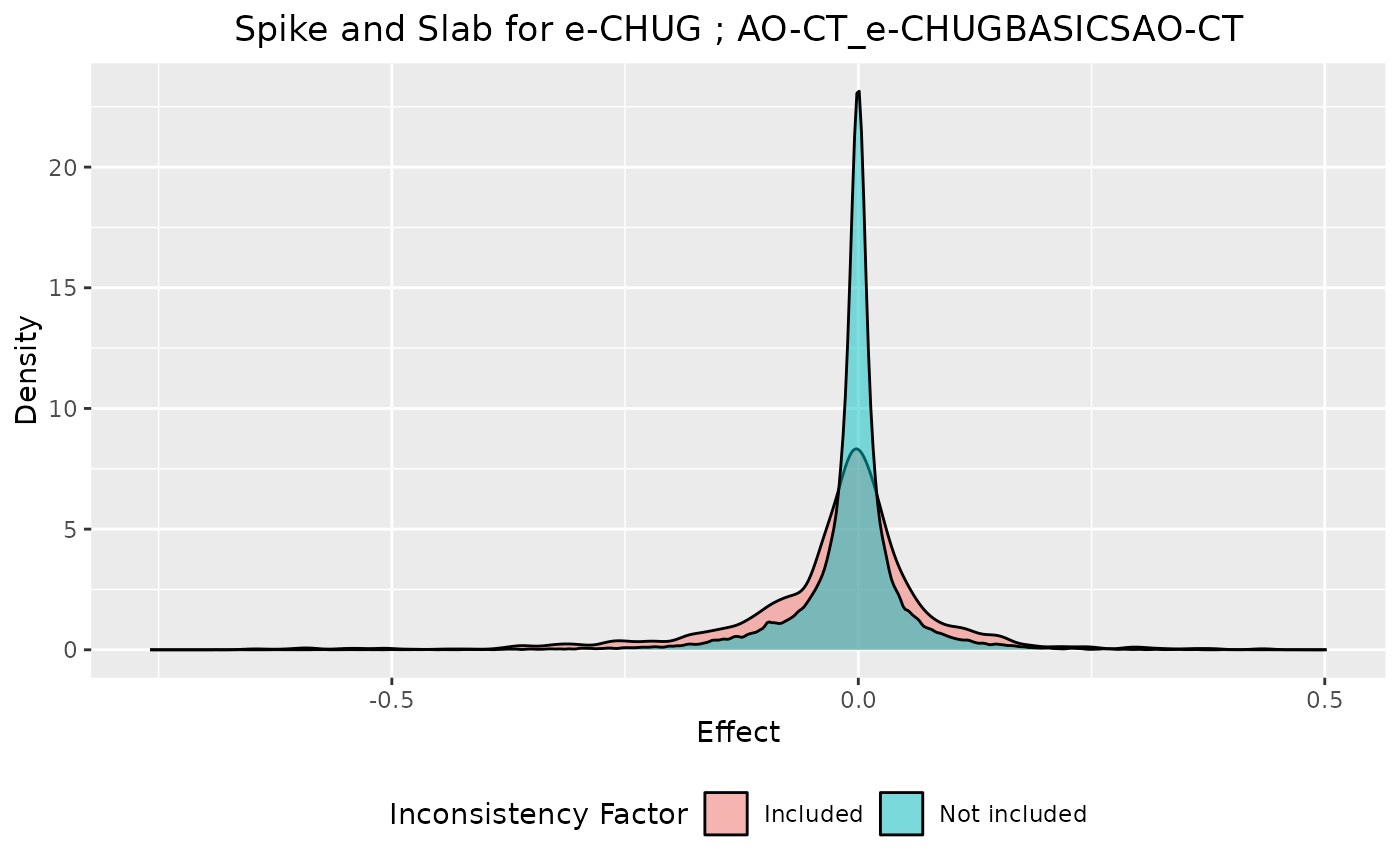 Spike and Slab for e-CHUG ; AO-CT_e-CHUGBASICSAO-CT
Density
20
15
10
5
0
-0.5
0.0
0.5
Effect
Inconsistency Factor
Included
Not included